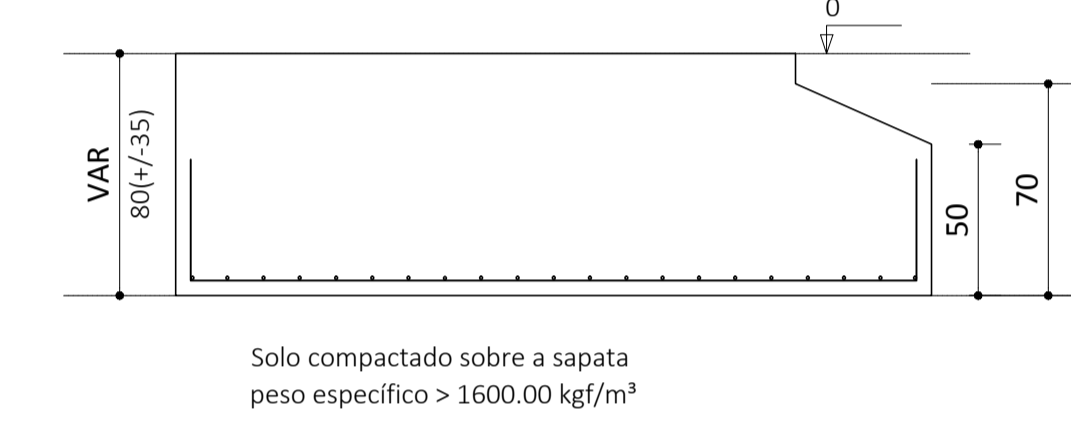 0
VAR
80(+/-35)
50
70
Solo compactado sobre a sapata
peso específico > 1600.00 kgf/m³